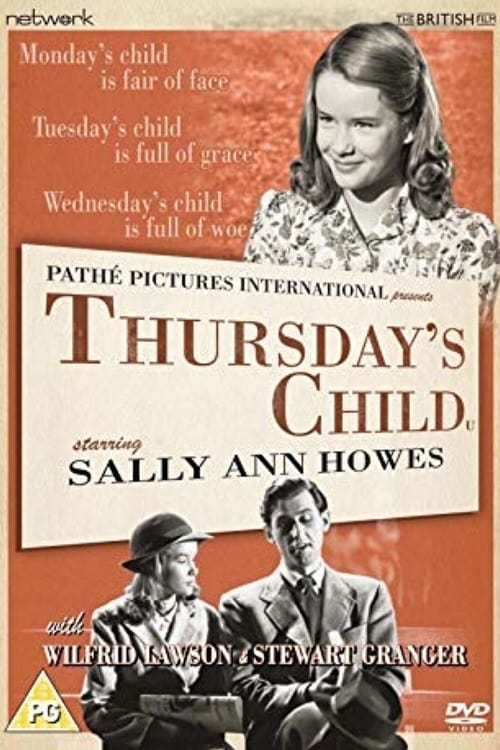 network
THE BRITISH FILM
Monday's child
is fair of face
Tuesday's child
is full of grace
Wednesday's child
is full of woe
PATHÉ PICTURES INTERNATIONAL presents
THURSDAY'S
CHILD U
starring
SALLY ANN HOWES
with
WILFRID LAWSON & STEWART GRANGER
PG
DVD
VIDEO